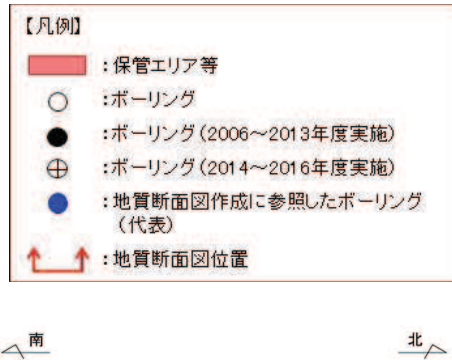 【凡例】
：保管エリア等
：ボーリング
：ボーリング（2006～2013年度実施）
：ボーリング（2014～2016年度実施）
：地質断面図作成に参照したボーリング
（代表）
：地質断面図位置
南 北